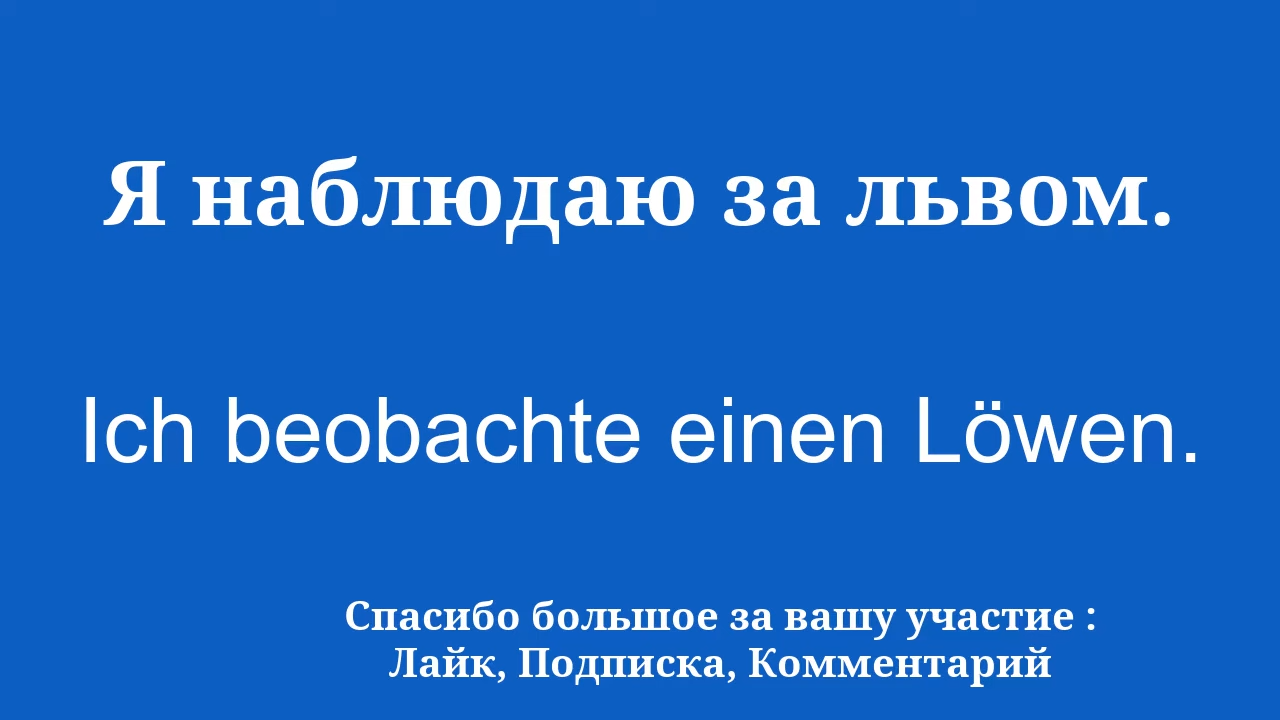 Я наблюдаю за львом.
Ich beobachte einen Löwen.
Спасибо большое за вашу участие :
Лайк, Подписка, Комментарий